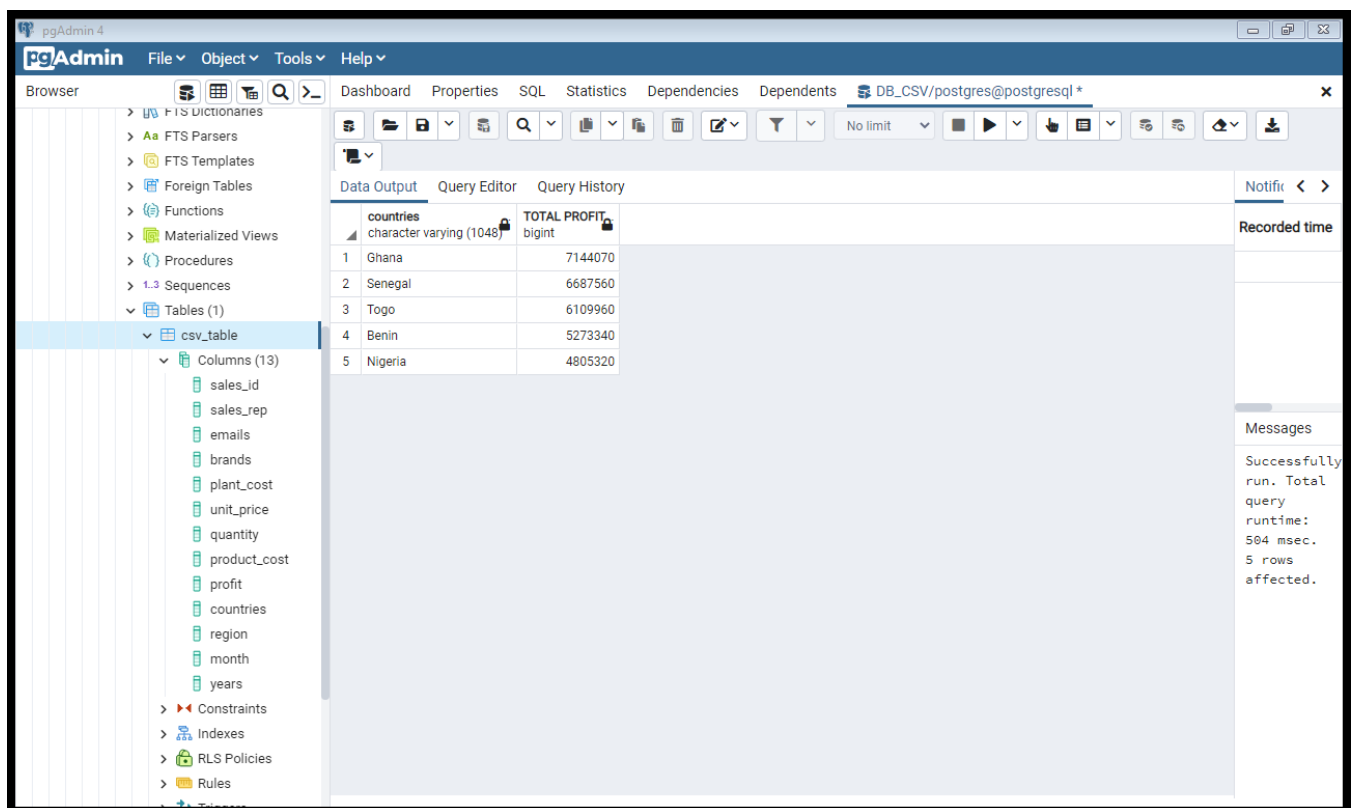 pgAdmin 4
pgAdmin File Object Tools Help
Browser
Dashboard Properties SQL Statistics Dependencies Dependents DB_CSV/postgres@postgresql *
No limit
FTS Dictionaries
Aa FTS Parsers
FTS Templates
Foreign Tables
Functions
Materialized Views
Procedures
1..3 Sequences
Tables (1)
csv_table
Columns (13)
sales_id
sales_rep
emails
brands
plant_cost
unit_price
quantity
product_cost
profit
countries
region
month
years
Constraints
Indexes
RLS Policies
Rules
Triggers
Data Output Query Editor Query History
countries TOTAL PROFIT
character varying (1048) bigint
1 Ghana 7144070
2 Senegal 6687560
3 Togo 6109960
4 Benin 5273340
5 Nigeria 4805320
Notific
Recorded time
Messages
Successfully
run. Total
query
runtime:
504 msec.
5 rows
affected.